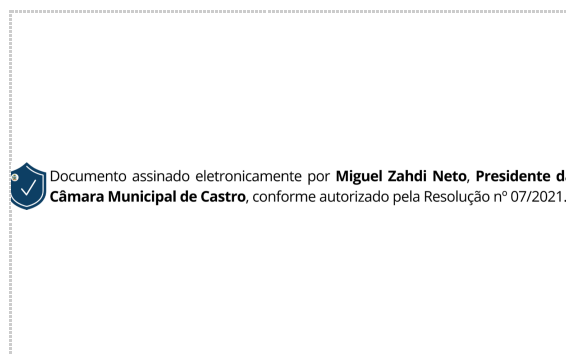 Documento assinado eletronicamente por Miguel Zahdi Neto, Presidente da
Câmara Municipal de Castro, conforme autorizado pela Resolução nº 07/2021.